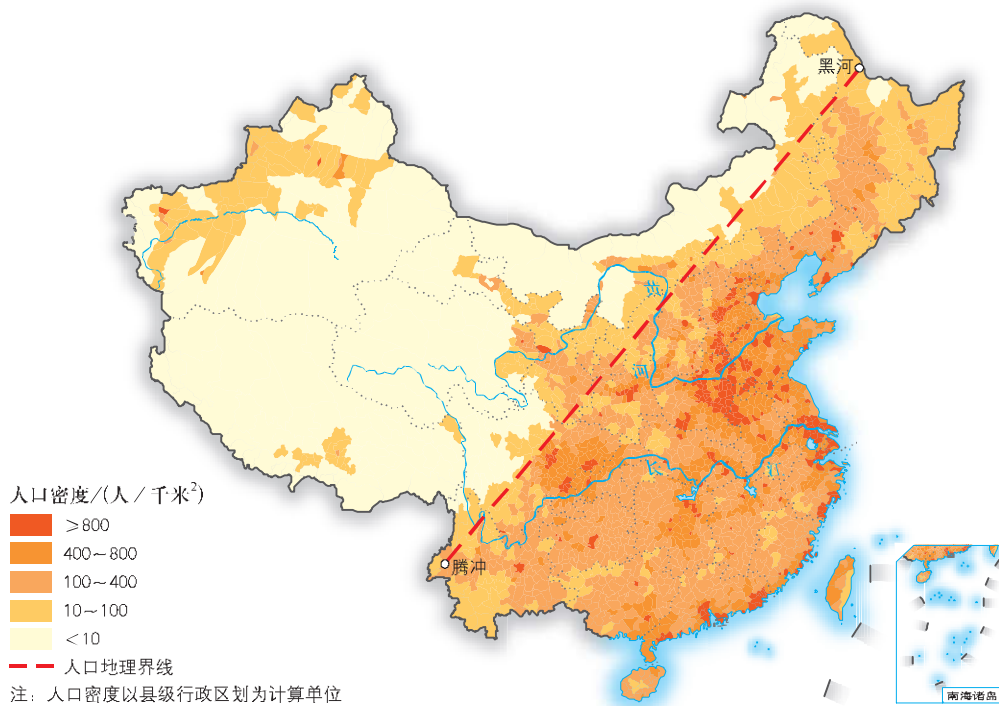 黑河
黄
河
长
江
腾冲
人口密度/(人/千米²)
>800
400~800
100~400
10~100
<10
人口地理界线
注：人口密度以县级行政区划为计算单位
南海诸岛